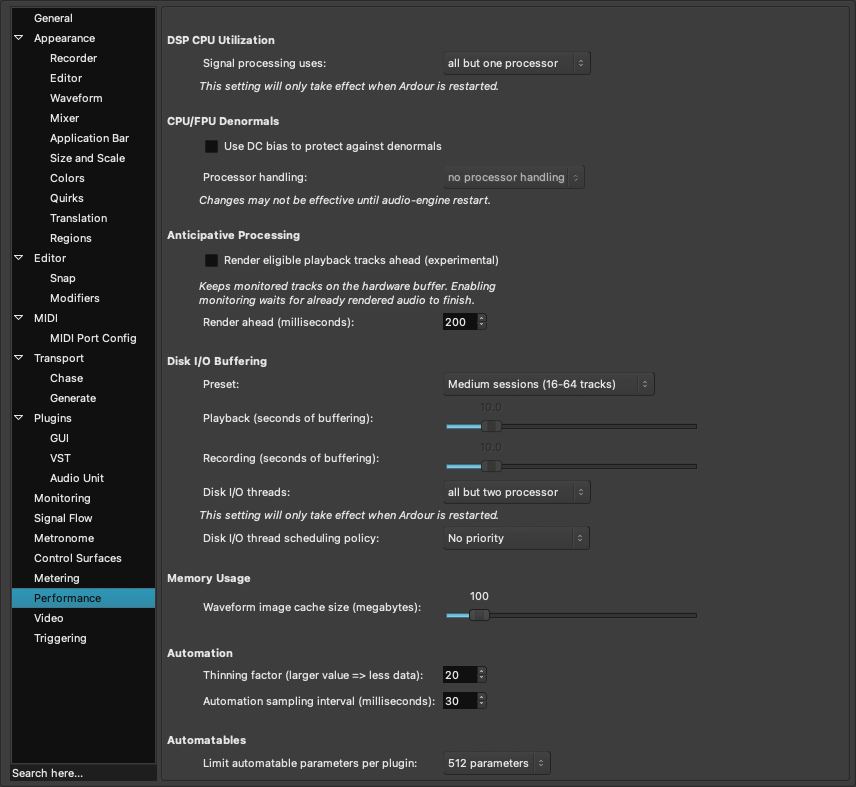 General
Appearance
Recorder
Editor
Waveform
Mixer
Application Bar
Size and Scale
Colors
Quirks
Translation
Regions
Editor
Snap
Modifiers
MIDI
MIDI Port Config
Transport
Chase
Generate
Plugins
GUI
VST
Audio Unit
Monitoring
Signal Flow
Metronome
Control Surfaces
Metering
Performance
Video
Triggering
Search here...
DSP CPU Utilization
Signal processing uses: all but one processor
This setting will only take effect when Ardour is restarted.
CPU/FPU Denormals
Use DC bias to protect against denormals
Processor handling: no processor handling
Changes may not be effective until audio-engine restart.
Anticipative Processing
Render eligible playback tracks ahead (experimental)
Keeps monitored tracks on the hardware buffer. Enabling
monitoring waits for already rendered audio to finish.
Render ahead (milliseconds): 200
Disk I/O Buffering
Preset: Medium sessions (16-64 tracks)
10.0
Playback (seconds of buffering):
10.0
Recording (seconds of buffering):
Disk I/O threads: all but two processor
This setting will only take effect when Ardour is restarted.
Disk I/O thread scheduling policy: No priority
Memory Usage
100
Waveform image cache size (megabytes):
Automation
Thinning factor (larger value => less data): 20
Automation sampling interval (milliseconds): 30
Automatables
Limit automatable parameters per plugin: 512 parameters